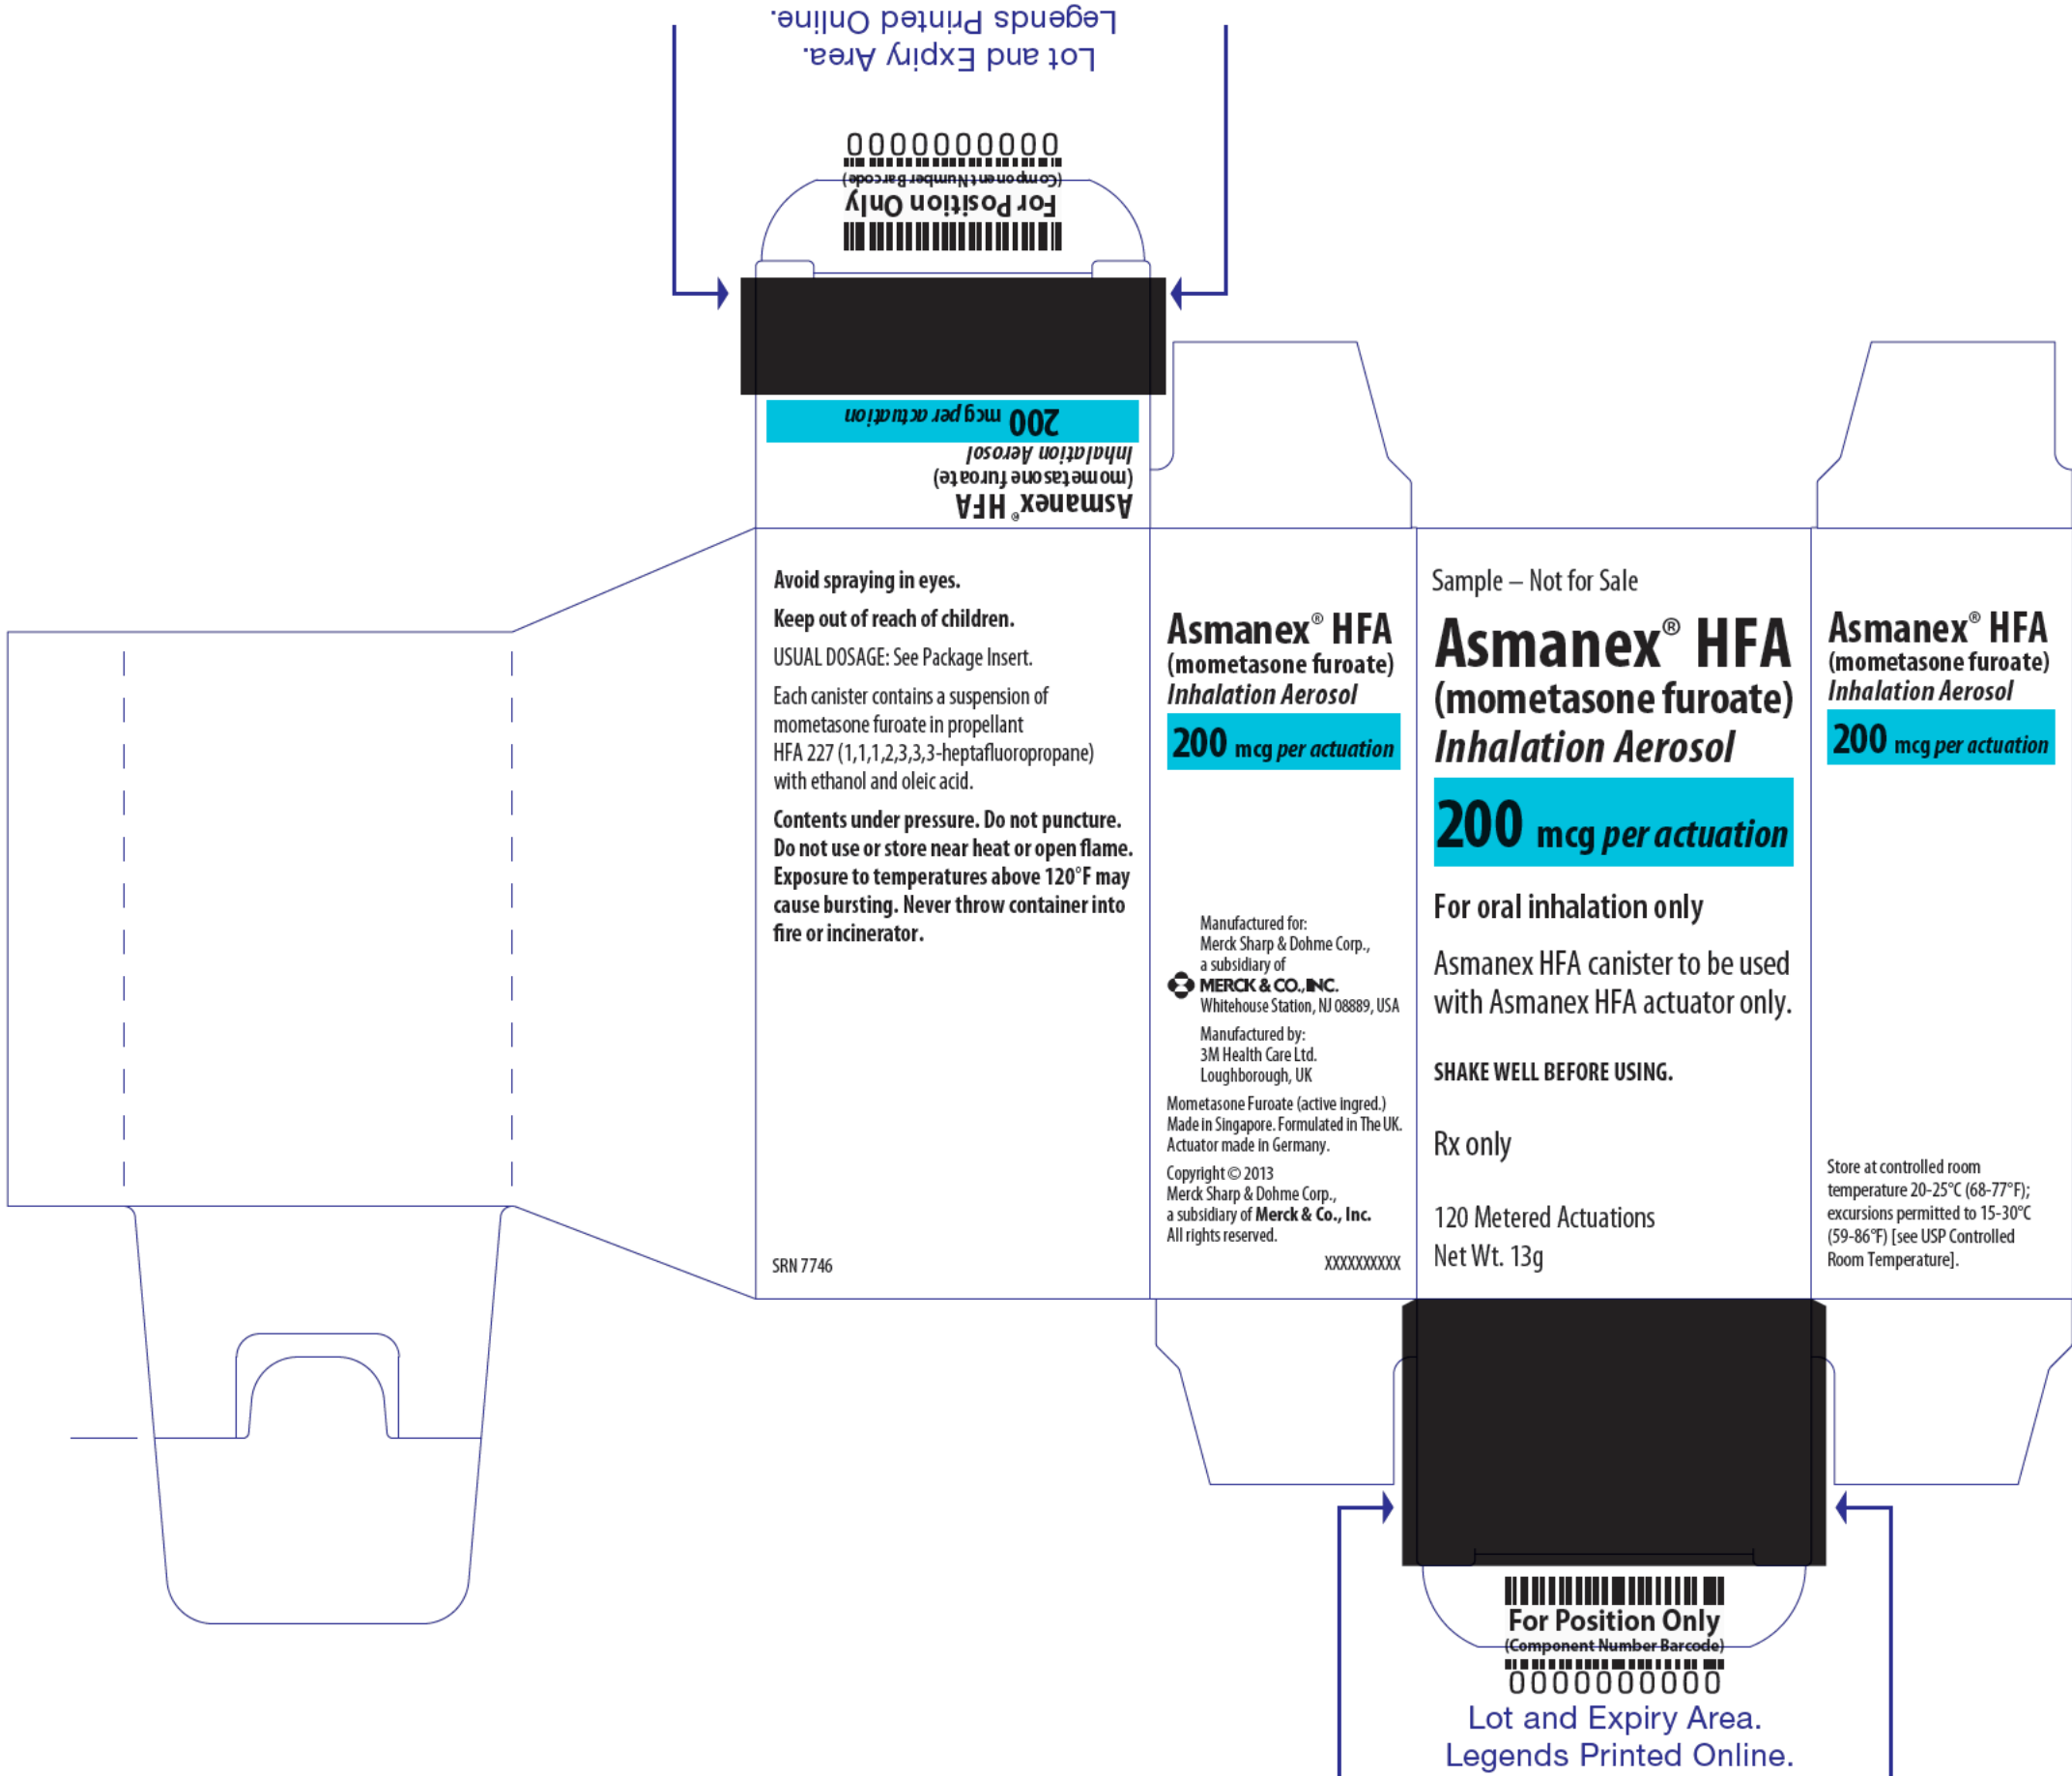 Lot and Expiry Area.
Legends Printed Online.
0000000000
(Component Number Barcode)
For Position Only
200 mcg per actuation
Inhalation Aerosol
(mometasone furoate)
Asmanex® HFA
Avoid spraying in eyes.
Keep out of reach of children.
USUAL DOSAGE: See Package Insert.
Each canister contains a suspension of
mometasone furoate in propellant
HFA 227 (1,1,1,2,3,3,3-heptafluoropropane)
with ethanol and oleic acid.
Contents under pressure. Do not puncture.
Do not use or store near heat or open flame.
Exposure to temperatures above 120°F may
cause bursting. Never throw container into
fire or incinerator.
SRN 7746
Asmanex® HFA
(mometasone furoate)
Inhalation Aerosol
200 mcg per actuation
Manufactured for:
Merck Sharp & Dohme Corp.,
a subsidiary of
MERCK & CO., INC.
Whitehouse Station, NJ 08889, USA
Manufactured by:
3M Health Care Ltd.
Loughborough, UK
Mometasone Furoate (active ingred.)
Made in Singapore. Formulated in The UK.
Actuator made in Germany.
Copyright © 2013
Merck Sharp & Dohme Corp.,
a subsidiary of Merck & Co., Inc.
All rights reserved.
XXXXXXXXXX
Sample – Not for Sale
Asmanex® HFA
(mometasone furoate)
Inhalation Aerosol
200 mcg per actuation
For oral inhalation only
Asmanex HFA canister to be used
with Asmanex HFA actuator only.
SHAKE WELL BEFORE USING.
Rx only
120 Metered Actuations
Net Wt. 13g
Asmanex® HFA
(mometasone furoate)
Inhalation Aerosol
200 mcg per actuation
Store at controlled room
temperature 20-25°C (68-77°F);
excursions permitted to 15-30°C
(59-86°F) [see USP Controlled
Room Temperature].
For Position Only
(Component Number Barcode)
0000000000
Lot and Expiry Area.
Legends Printed Online.